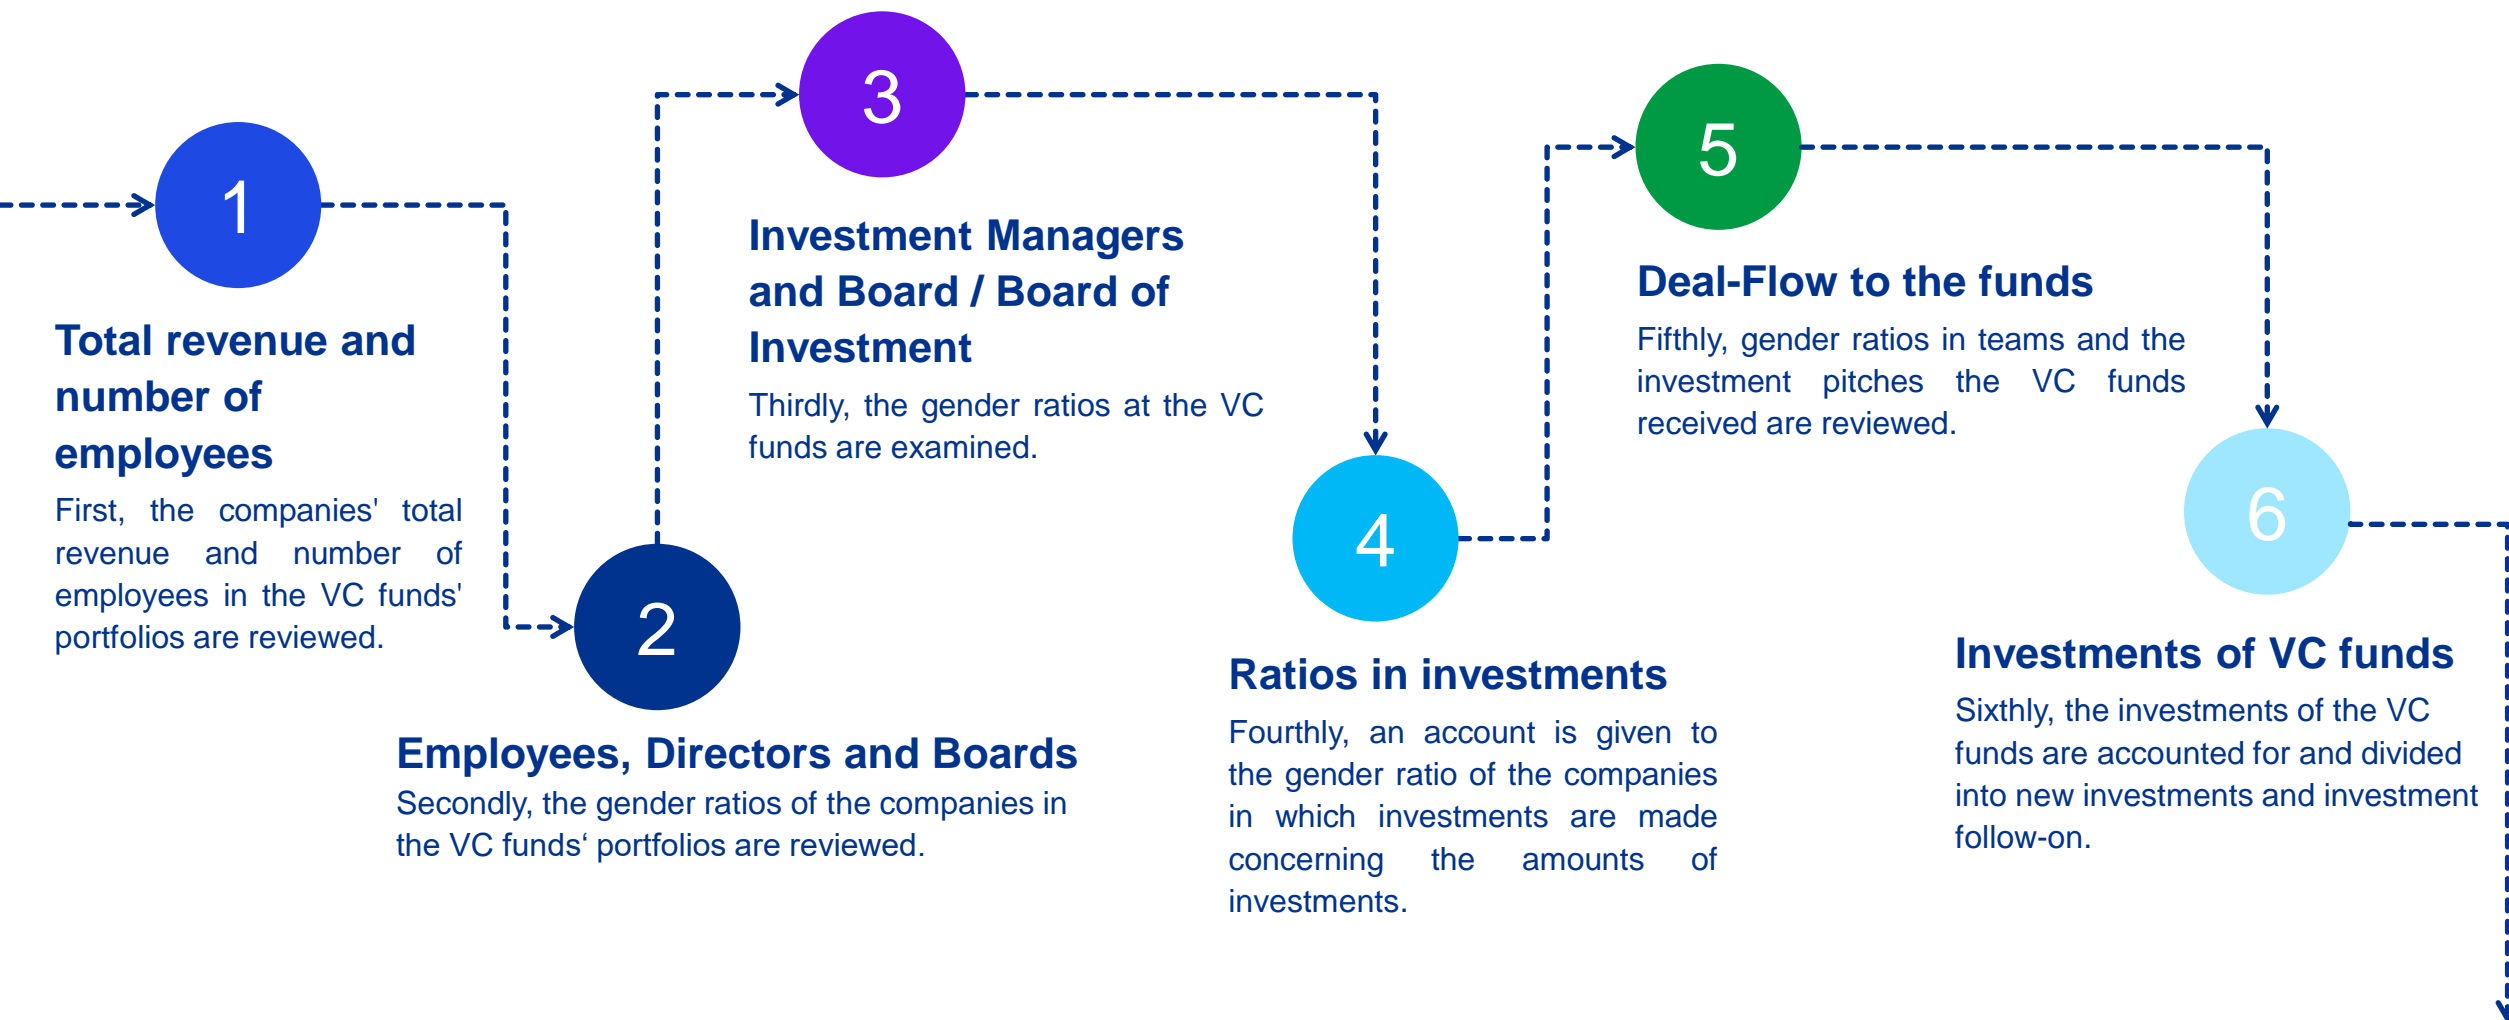 1
Total revenue and
number of
employees
First, the companies' total
revenue and number of
employees in the VC funds'
portfolios are reviewed.
2
Employees, Directors and Boards
Secondly, the gender ratios of the companies in
the VC funds‘ portfolios are reviewed.
3
Investment Managers
and Board / Board of
Investment
Thirdly, the gender ratios at the VC
funds are examined.
4
Ratios in investments
Fourthly, an account is given to
the gender ratio of the companies
in which investments are made
concerning the amounts of
investments.
5
Deal-Flow to the funds
Fifthly, gender ratios in teams and the
investment pitches the VC funds
received are reviewed.
6
Investments of VC funds
Sixthly, the investments of the VC
funds are accounted for and divided
into new investments and investment
follow-on.